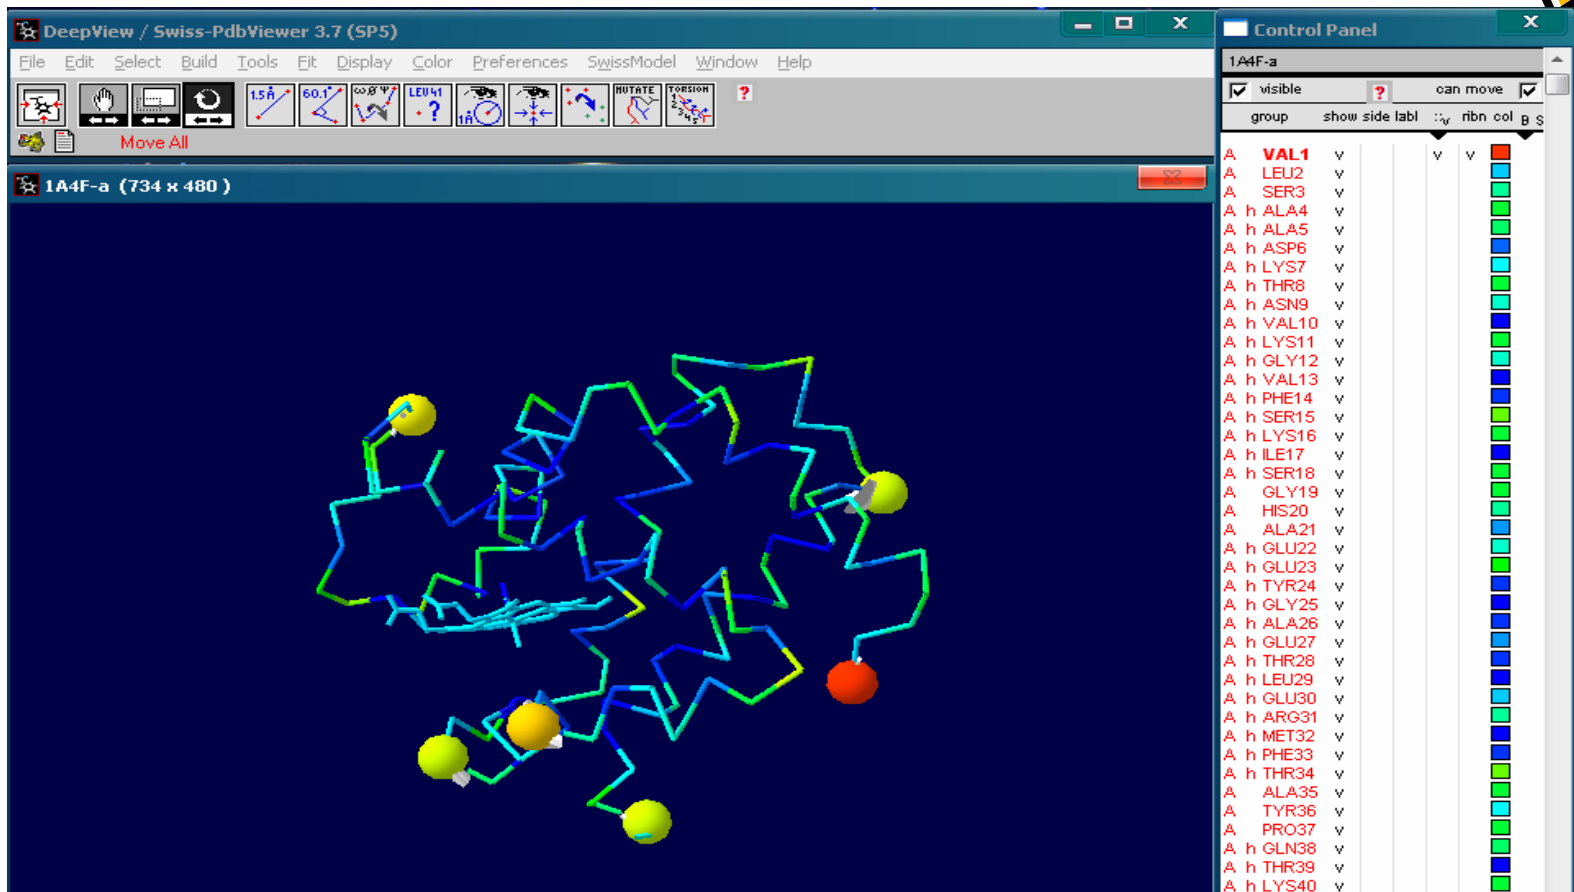 DeepView / Swiss-PdbViewer 3.7 (SP5)
File Edit Select Build Tools Fit Display Color Preferences SwissModel Window Help
1.5Å 60.1° ω Ø Ψ LEU41 ? 1Å MUTATE TORSION ?
Move All
1A4F-a (734 x 480)
Control Panel
1A4F-a
visible ? can move
group show side labl ::v ribn col B S
A VAL1 v v v
A LEU2 v
A SER3 v
A h ALA4 v
A h ALA5 v
A h ASP6 v
A h LYS7 v
A h THR8 v
A h ASN9 v
A h VAL10 v
A h LYS11 v
A h GLY12 v
A h VAL13 v
A h PHE14 v
A h SER15 v
A h LYS16 v
A h ILE17 v
A h SER18 v
A GLY19 v
A HIS20 v
A ALA21 v
A h GLU22 v
A h GLU23 v
A h TYR24 v
A h GLY25 v
A h ALA26 v
A h GLU27 v
A h THR28 v
A h LEU29 v
A h GLU30 v
A h ARG31 v
A h MET32 v
A h PHE33 v
A h THR34 v
A ALA35 v
A TYR36 v
A PRO37 v
A h GLN38 v
A h THR39 v
A h LYS40 v